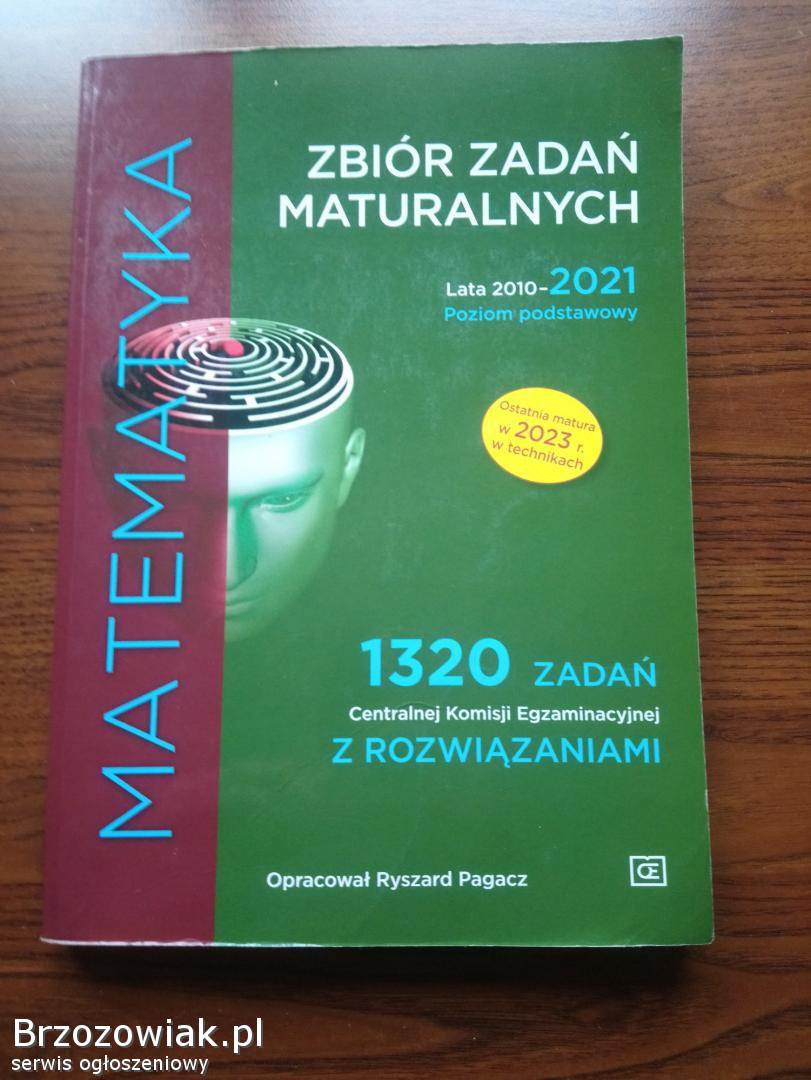 MATEMATYKA
ZBIÓR ZADAŃ
MATURALNYCH
Lata 2010–2021
Poziom podstawowy
Ostatnia matura
w 2023 r.
w technikach
1320 ZADAŃ
Centralnej Komisji Egzaminacyjnej
Z ROZWIĄZANIAMI
Opracował Ryszard Pagacz
OE
Brzozowiak.pl
serwis ogłoszeniowy